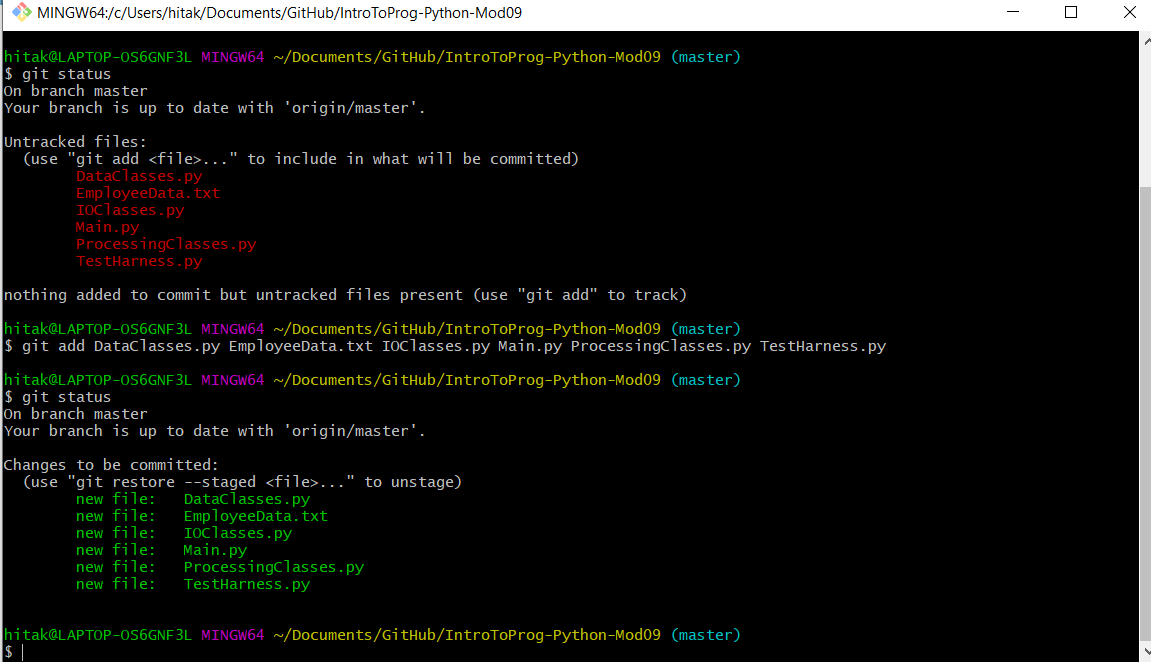 MINGW64:/c/Users/hitak/Documents/GitHub/IntroToProg-Python-Mod09
hitak@LAPTOP-OS6GNF3L MINGW64 ~/Documents/GitHub/IntroToProg-Python-Mod09 (master)
$ git status
On branch master
Your branch is up to date with 'origin/master'.
Untracked files:
  (use "git add <file>..." to include in what will be committed)
        DataClasses.py
        EmployeeData.txt
        IOClasses.py
        Main.py
        ProcessingClasses.py
        TestHarness.py
nothing added to commit but untracked files present (use "git add" to track)
hitak@LAPTOP-OS6GNF3L MINGW64 ~/Documents/GitHub/IntroToProg-Python-Mod09 (master)
$ git add DataClasses.py EmployeeData.txt IOClasses.py Main.py ProcessingClasses.py TestHarness.py
hitak@LAPTOP-OS6GNF3L MINGW64 ~/Documents/GitHub/IntroToProg-Python-Mod09 (master)
$ git status
On branch master
Your branch is up to date with 'origin/master'.
Changes to be committed:
  (use "git restore --staged <file>..." to unstage)
        new file:   DataClasses.py
        new file:   EmployeeData.txt
        new file:   IOClasses.py
        new file:   Main.py
        new file:   ProcessingClasses.py
        new file:   TestHarness.py
hitak@LAPTOP-OS6GNF3L MINGW64 ~/Documents/GitHub/IntroToProg-Python-Mod09 (master)
$